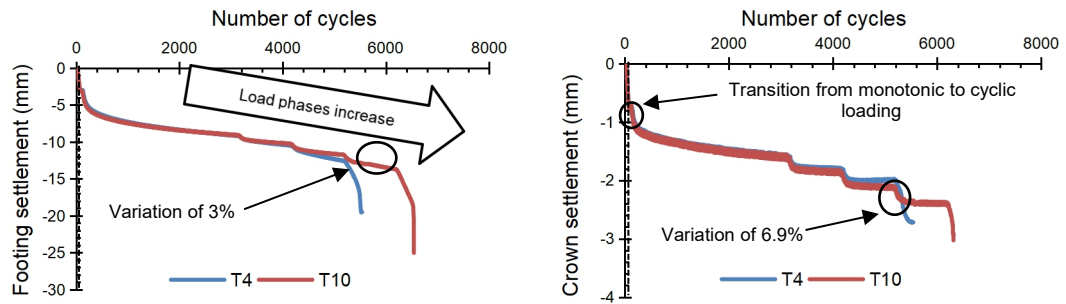 Number of cycles
0 2000 4000 6000 8000
Footing settlement (mm)
0
-5
-10
-15
-20
-25
-30
Load phases increase
Variation of 3%
T4 T10
Number of cycles
0 2000 4000 6000 8000
Crown settlement (mm)
0
-1
-2
-3
-4
Transition from monotonic to cyclic
loading
Variation of 6.9%
T4 T10